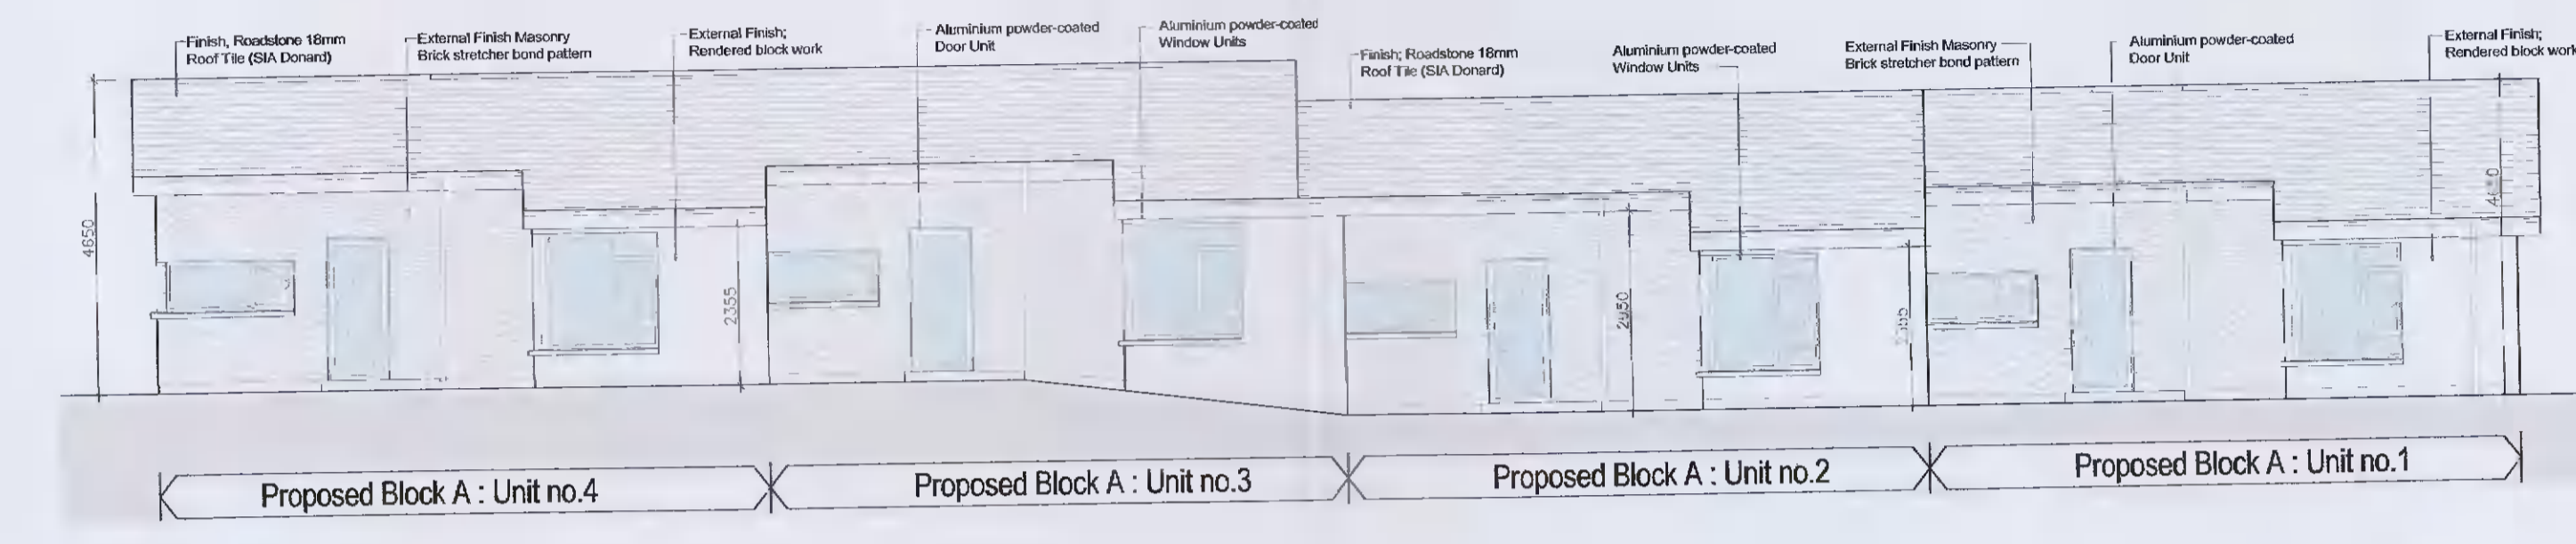 Finish, Roadstone 18mm
Roof Tile (SIA Donard)
External Finish Masonry
Brick stretcher bond pattern
External Finish;
Rendered block work
Aluminium powder-coated
Door Unit
Aluminium powder-coated
Window Units
Finish; Roadstone 18mm
Roof Tile (SIA Donard)
Aluminium powder-coated
Window Units
External Finish Masonry
Brick stretcher bond pattern
Aluminium powder-coated
Door Unit
External Finish;
Rendered block work
4650
2355
Proposed Block A : Unit no.4
Proposed Block A : Unit no.3
Proposed Block A : Unit no.2
Proposed Block A : Unit no.1